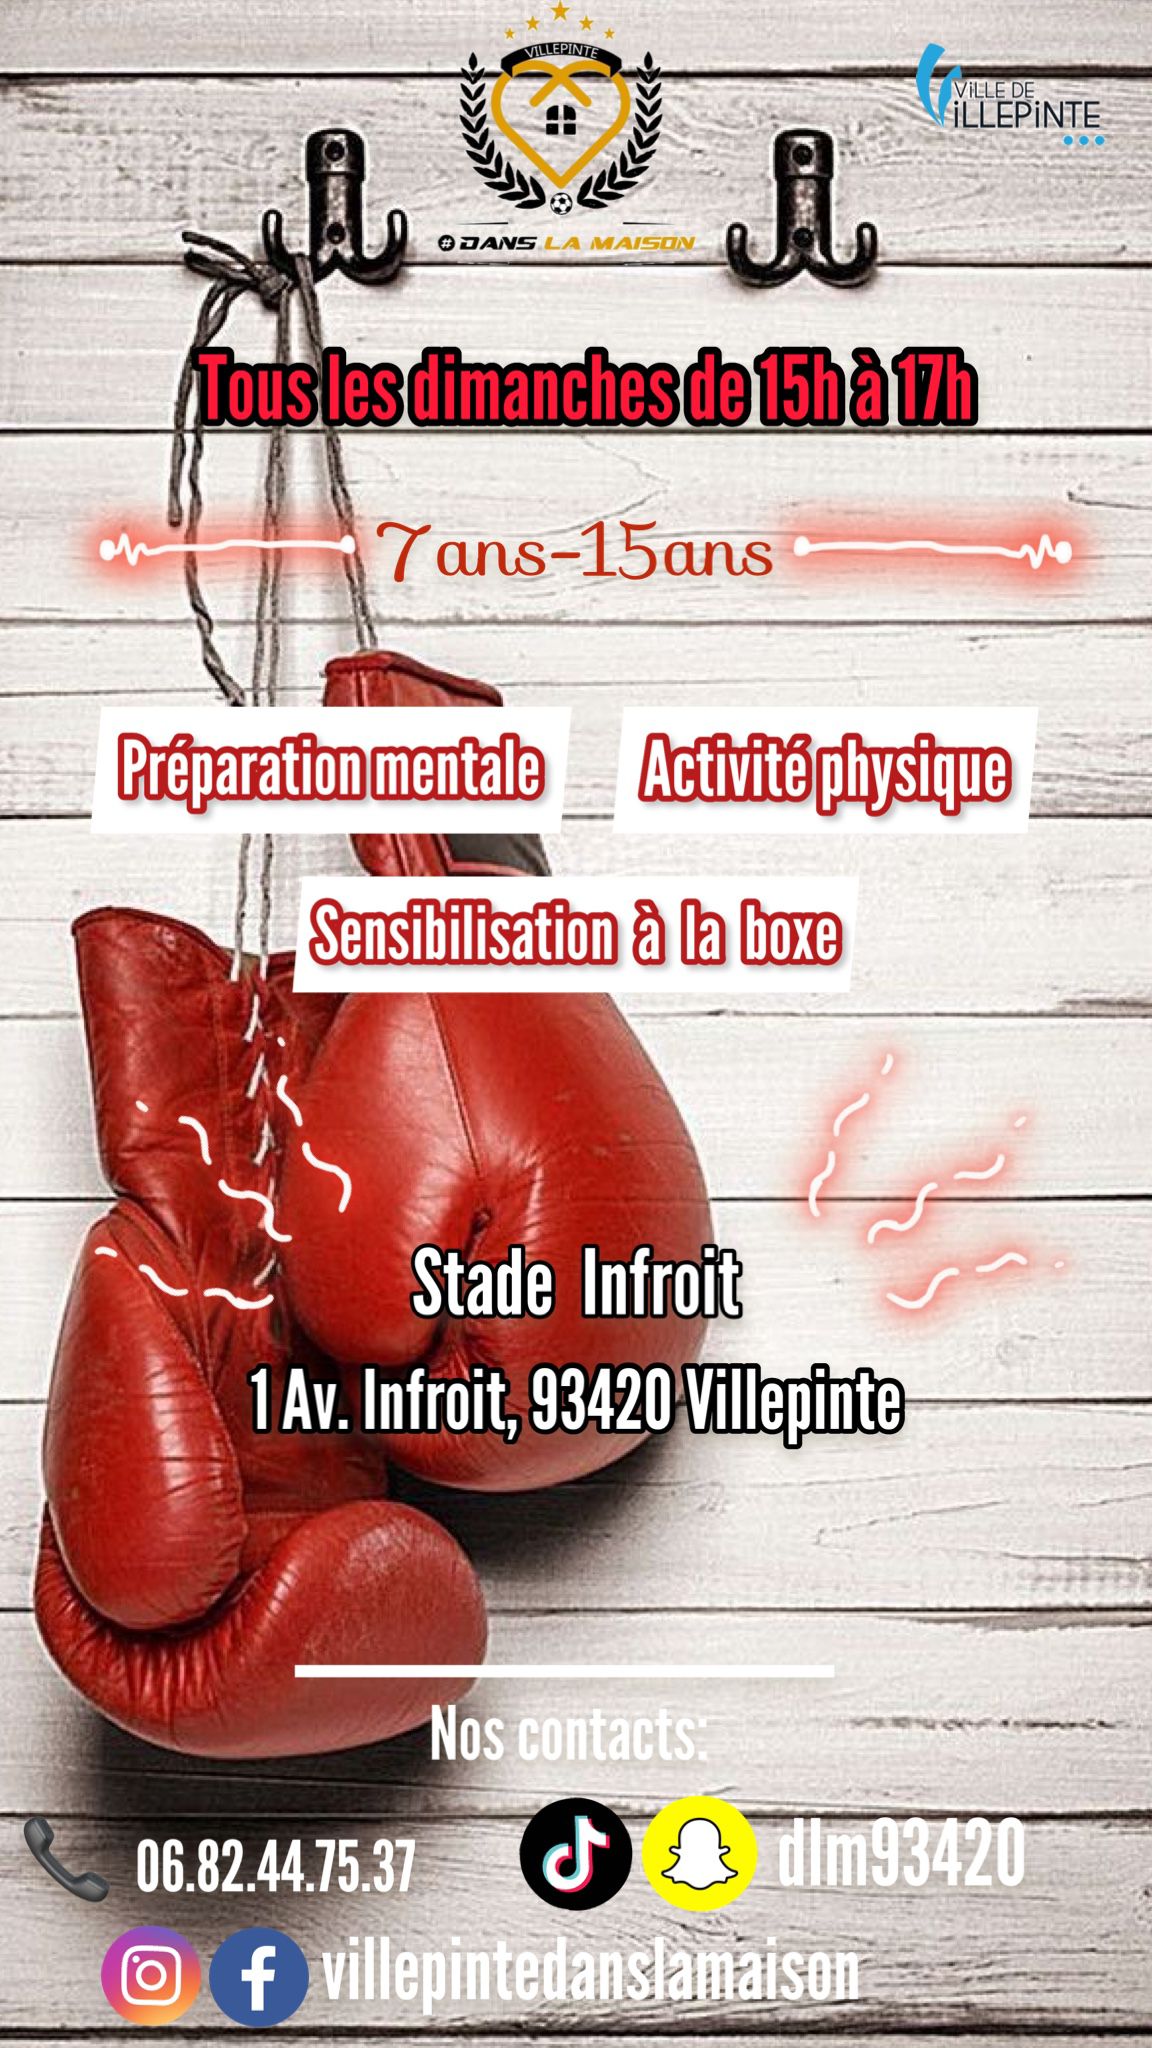 VILLEPINTE
#DANS LA MAISON
ViLLE DE
ViLLEPiNTE
Tous les dimanches de 15h à 17h
7ans-15ans
Préparation mentale
Activité physique
Sensibilisation à la boxe
Stade Infroit
1 Av. Infroit, 93420 Villepinte
Nos contacts:
06.82.44.75.37
dlm93420
villepintedanslamaison